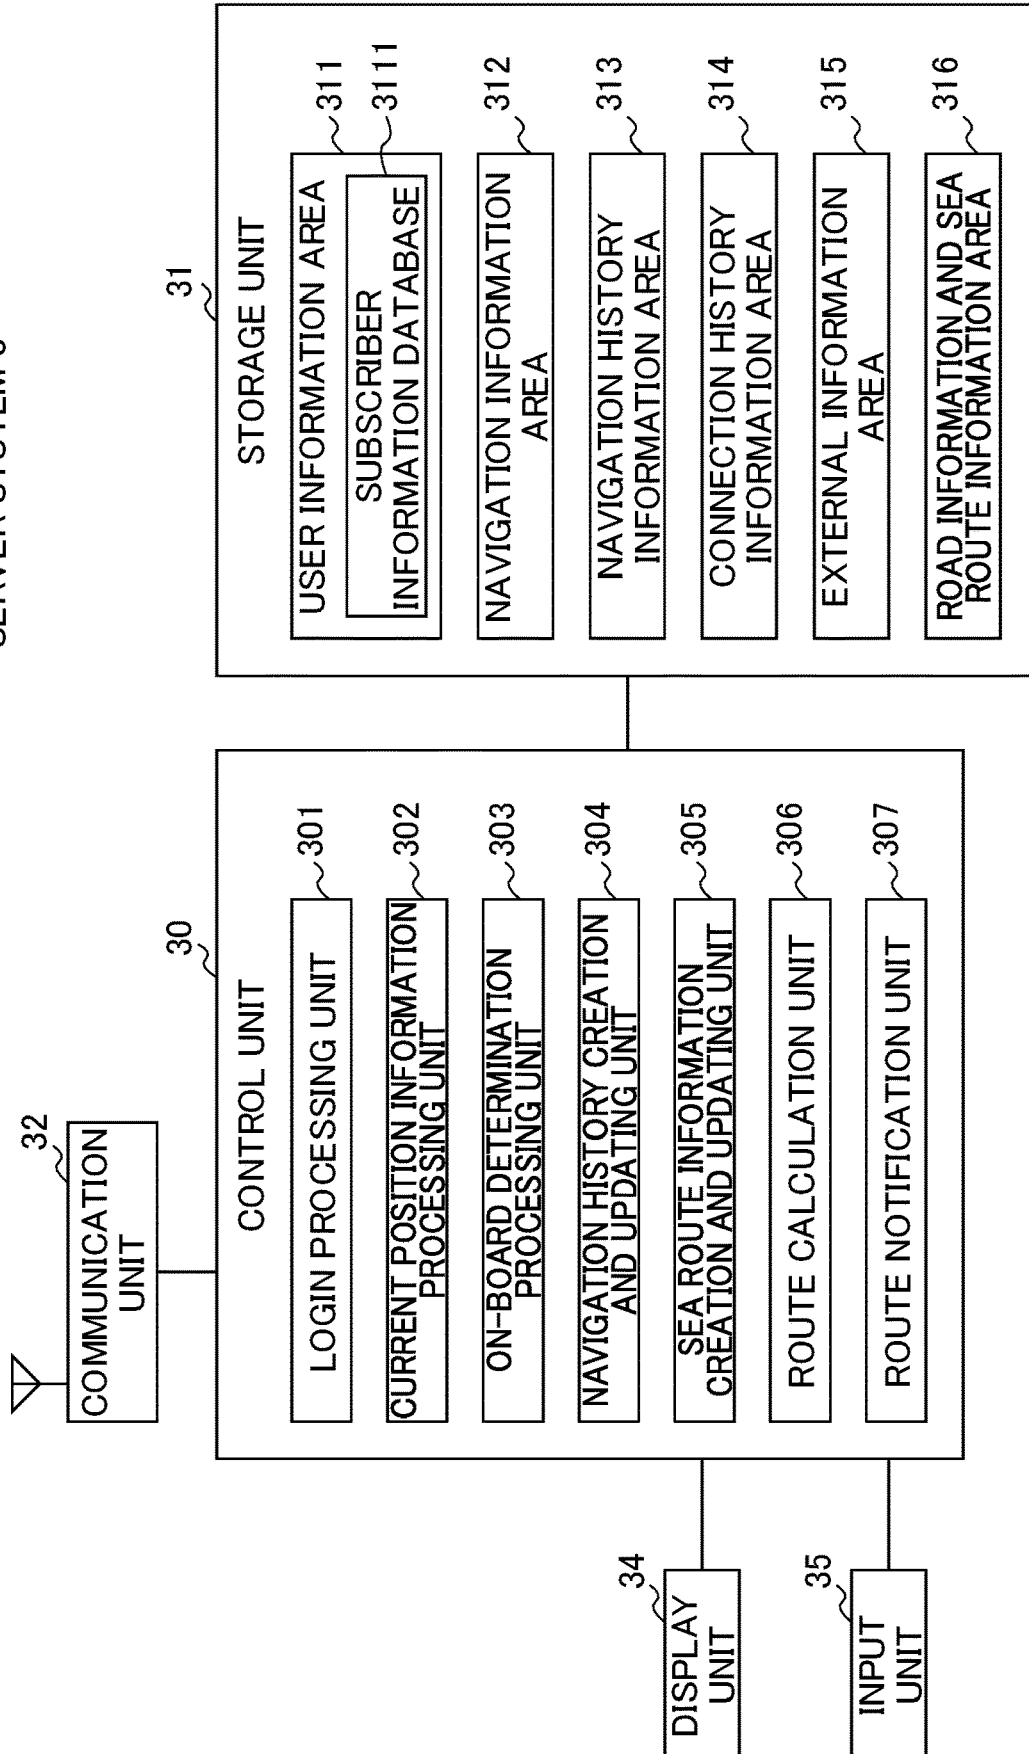 SERVER SYSTEM 3
32
COMMUNICATION
UNIT
30
CONTROL UNIT
LOGIN PROCESSING UNIT
301
CURRENT POSITION INFORMATION
PROCESSING UNIT
302
ON-BOARD DETERMINATION
PROCESSING UNIT
303
NAVIGATION HISTORY CREATION
AND UPDATING UNIT
304
SEA ROUTE INFORMATION
CREATION AND UPDATING UNIT
305
ROUTE CALCULATION UNIT
306
ROUTE NOTIFICATION UNIT
307
34
DISPLAY
UNIT
35
INPUT
UNIT
31
STORAGE UNIT
USER INFORMATION AREA
311
SUBSCRIBER
INFORMATION DATABASE
3111
NAVIGATION INFORMATION
AREA
312
NAVIGATION HISTORY
INFORMATION AREA
313
CONNECTION HISTORY
INFORMATION AREA
314
EXTERNAL INFORMATION
AREA
315
ROAD INFORMATION AND SEA
ROUTE INFORMATION AREA
316